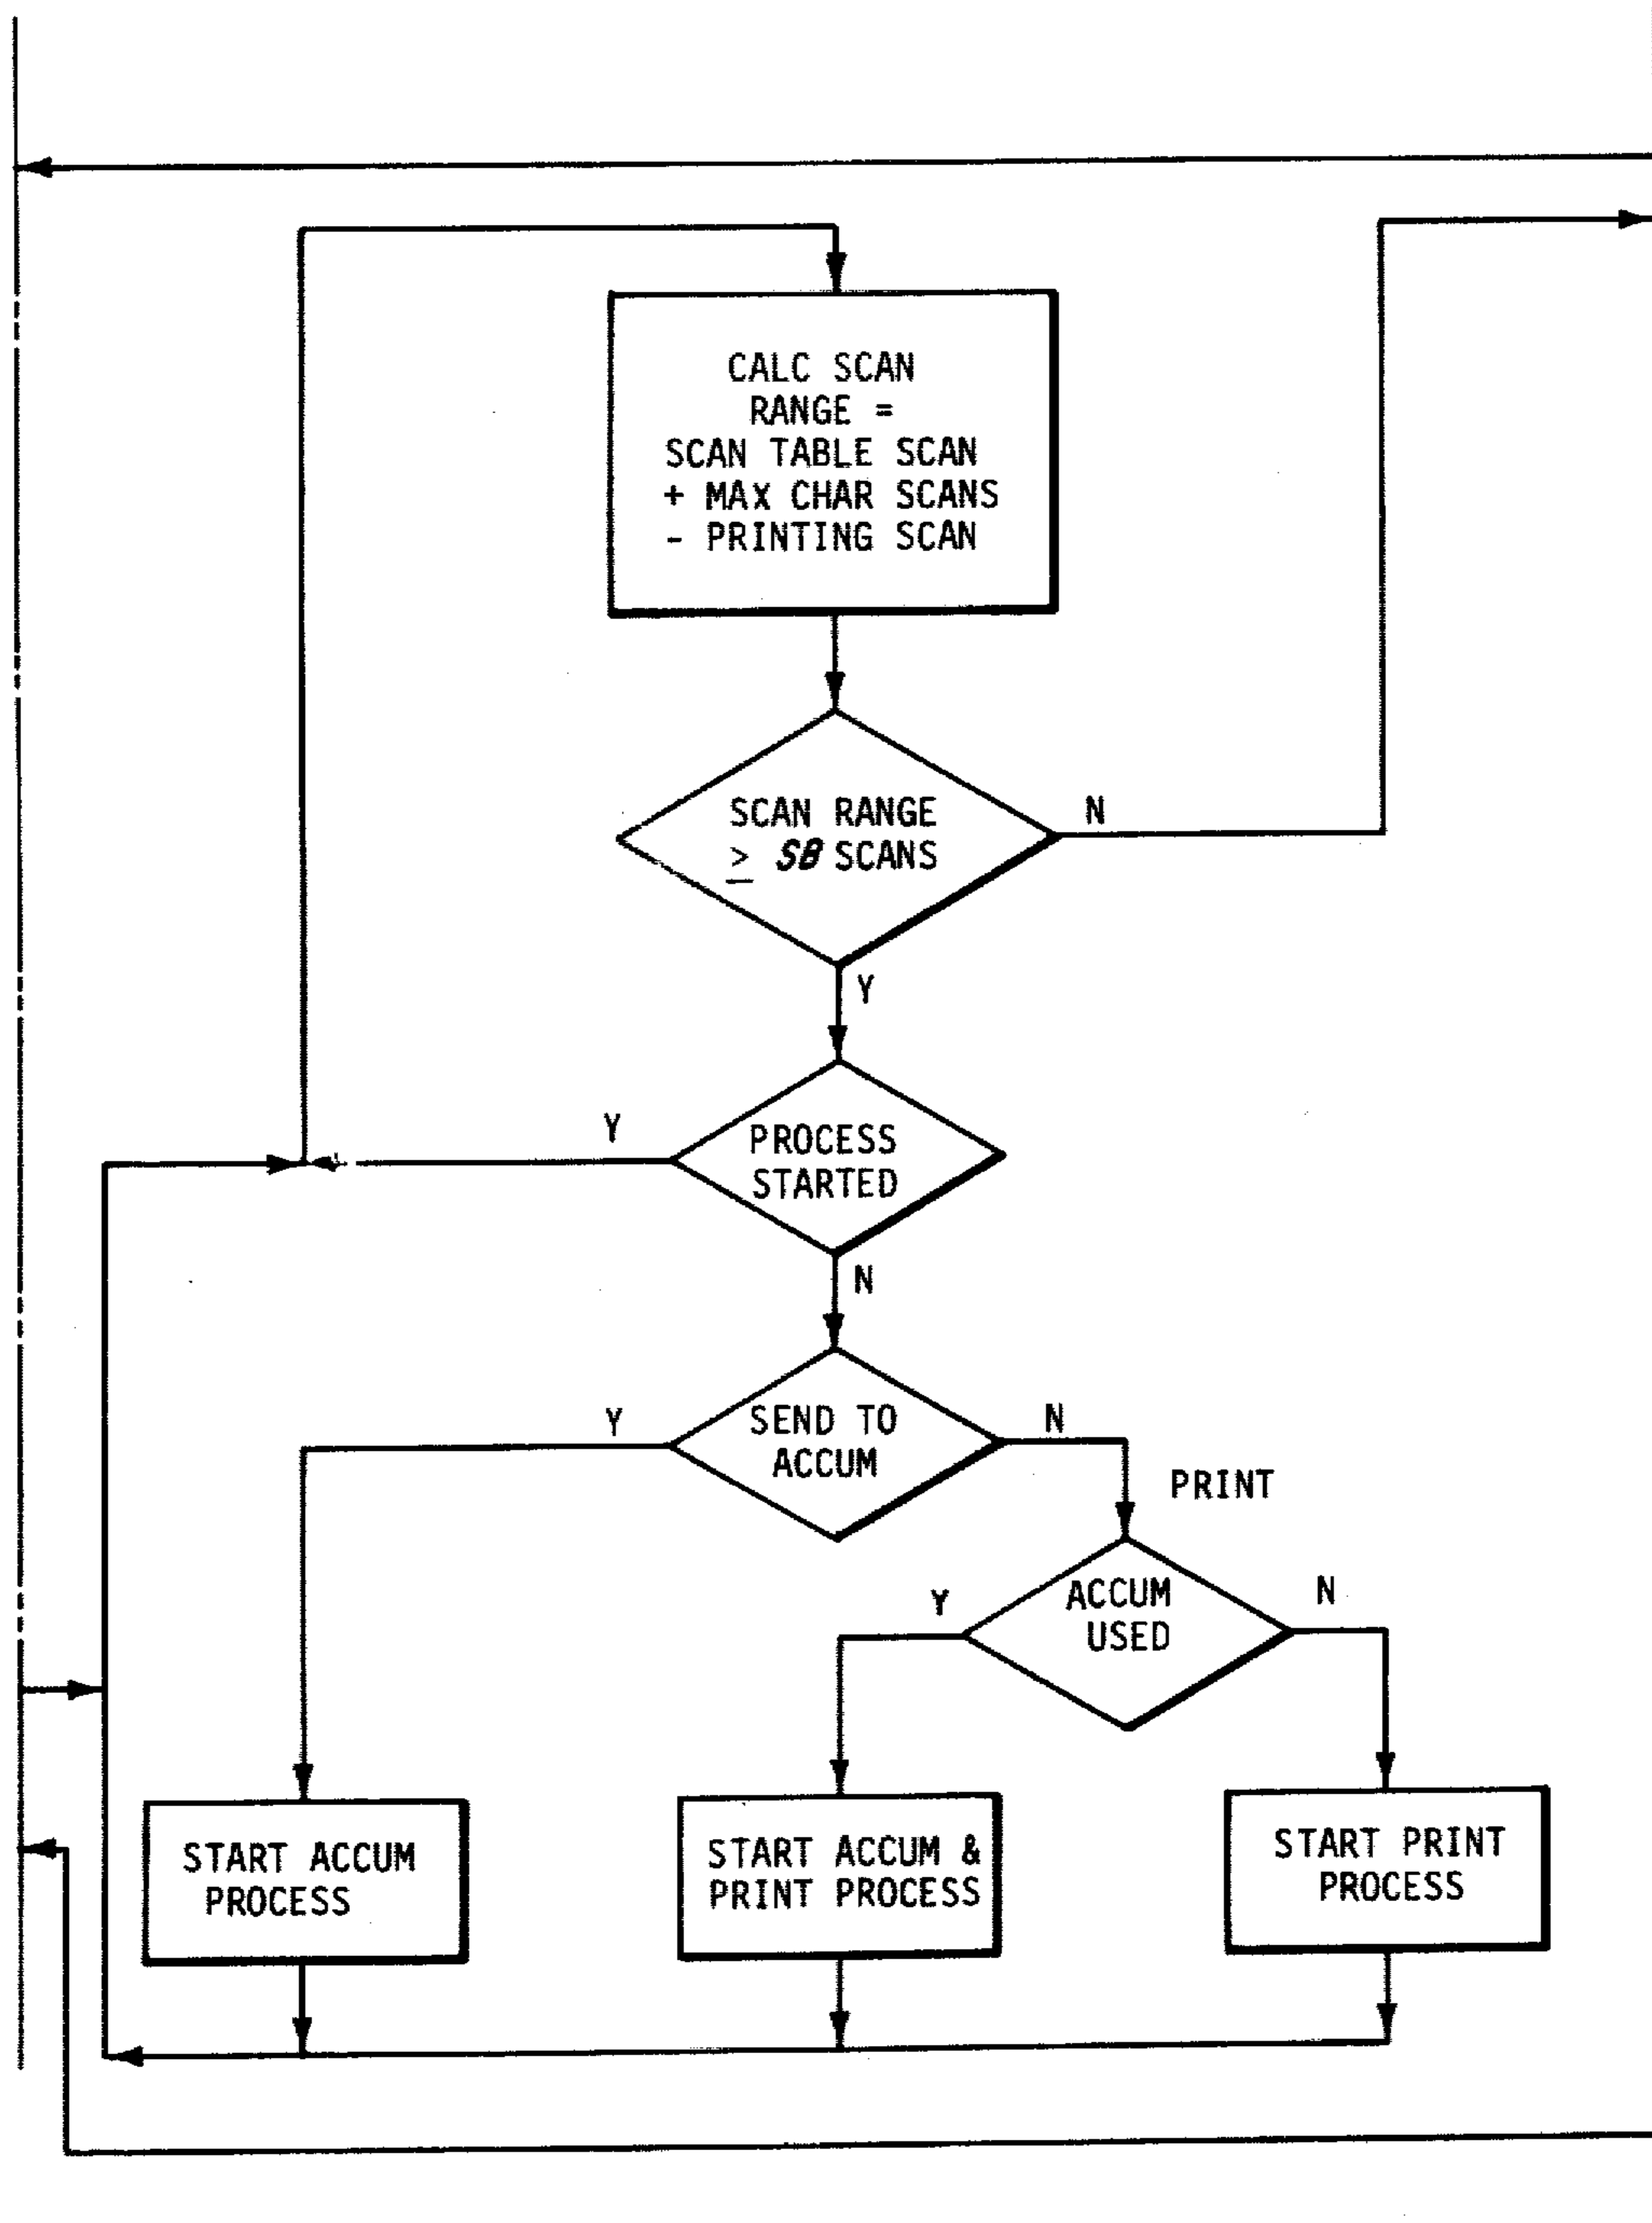 CALC SCAN
RANGE =
SCAN TABLE SCAN
+ MAX CHAR SCANS
- PRINTING SCAN
SCAN RANGE
N
≥ SB SCANS
Y
Y
PROCESS
STARTED
N
Y
SEND TO
N
ACCUM
PRINT
Y
ACCUM
N
USED
START ACCUM
PROCESS
START ACCUM &
PRINT PROCESS
START PRINT
PROCESS